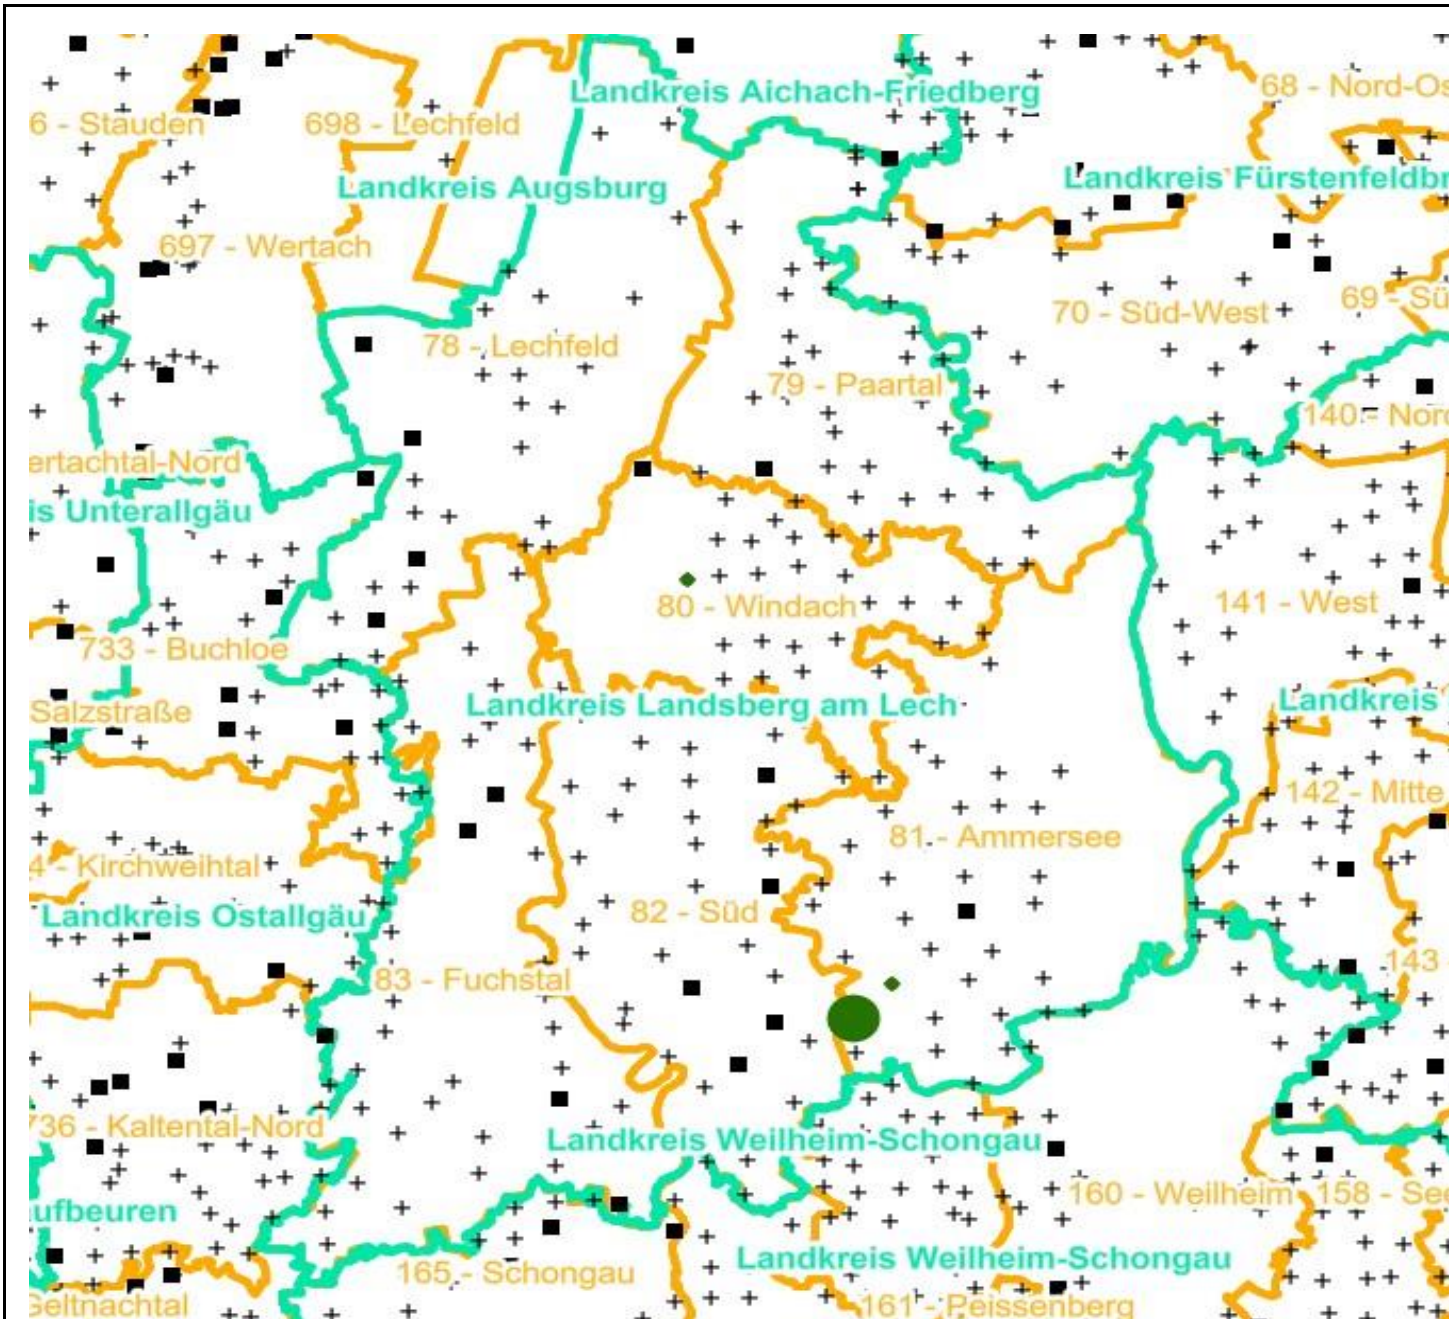 Landkreis Aichach-Friedberg
68 - Nord-Os
6 - Stauden
698 - Lechfeld
Landkreis Augsburg
Landkreis Fürstenfeldbr
697 - Wertach
70 - Süd-West
69 - Sü
78 - Lechfeld
79 - Paartal
140 - Nord
ertachtal-Nord
is Unterallgäu
80 - Windach
141 - West
733 - Buchloe
Landkreis Landsberg am Lech
Landkreis
Salzstraße
142 - Mitte
81 - Ammersee
4 - Kirchweihtal
82 - Süd
Landkreis Ostallgäu
143 -
83 - Fuchstal
736 - Kaltental-Nord
Landkreis Weilheim-Schongau
160 - Weilheim
158 - See
ufbeuren
Landkreis Weilheim-Schongau
165 - Schongau
Geltnachtal
161 - Peissenberg